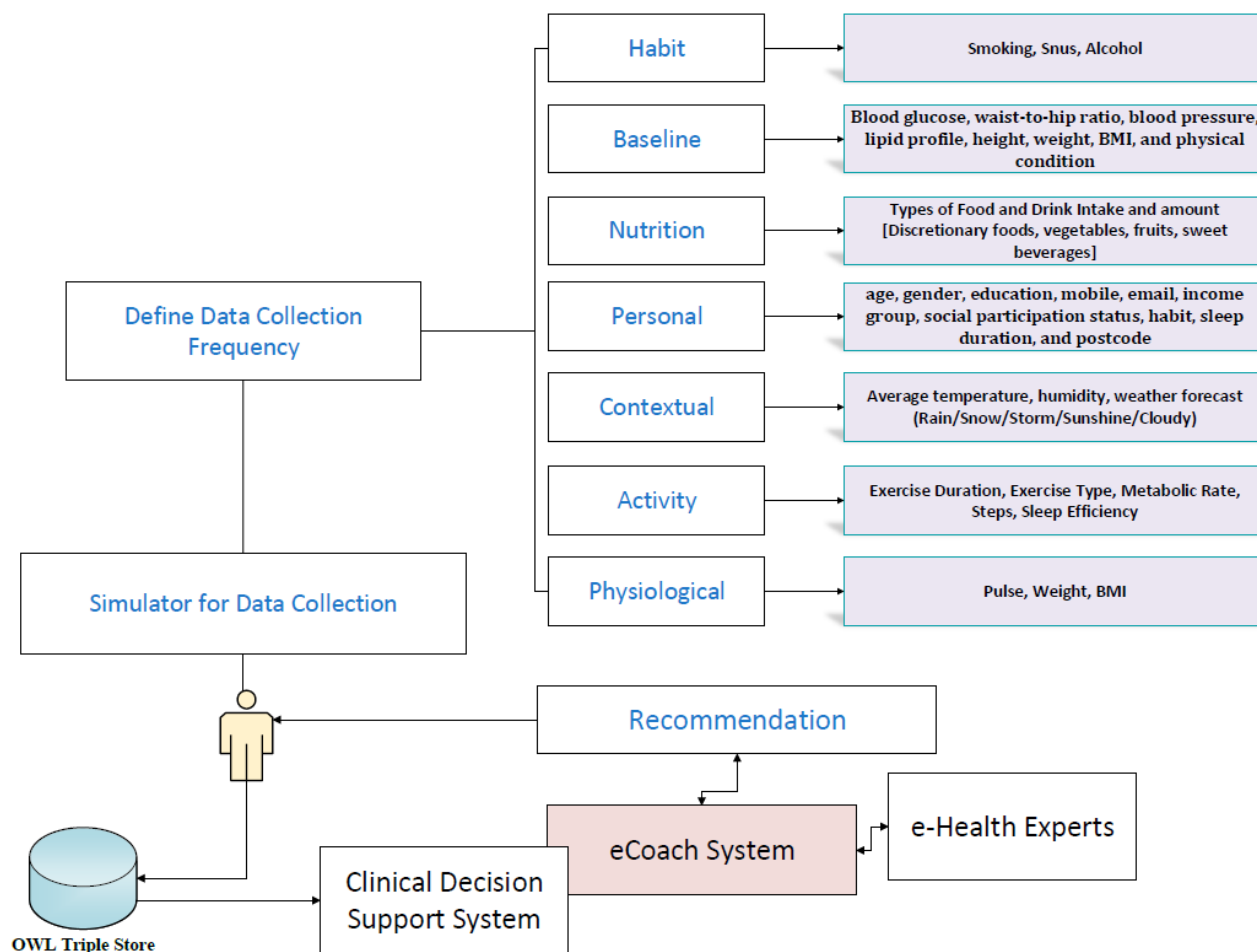 Habit
Smoking, Snus, Alcohol
Baseline
Blood glucose, waist-to-hip ratio, blood pressure,
lipid profile, height, weight, BMI, and physical
condition
Nutrition
Types of Food and Drink Intake and amount
[Discretionary foods, vegetables, fruits, sweet
beverages]
Define Data Collection
Frequency
Personal
age, gender, education, mobile, email, income
group, social participation status, habit, sleep
duration, and postcode
Contextual
Average temperature, humidity, weather forecast
(Rain/Snow/Storm/Sunshine/Cloudy)
Activity
Exercise Duration, Exercise Type, Metabolic Rate,
Steps, Sleep Efficiency
Simulator for Data Collection
Physiological
Pulse, Weight, BMI
Recommendation
eCoach System
e-Health Experts
Clinical Decision
Support System
OWL Triple Store